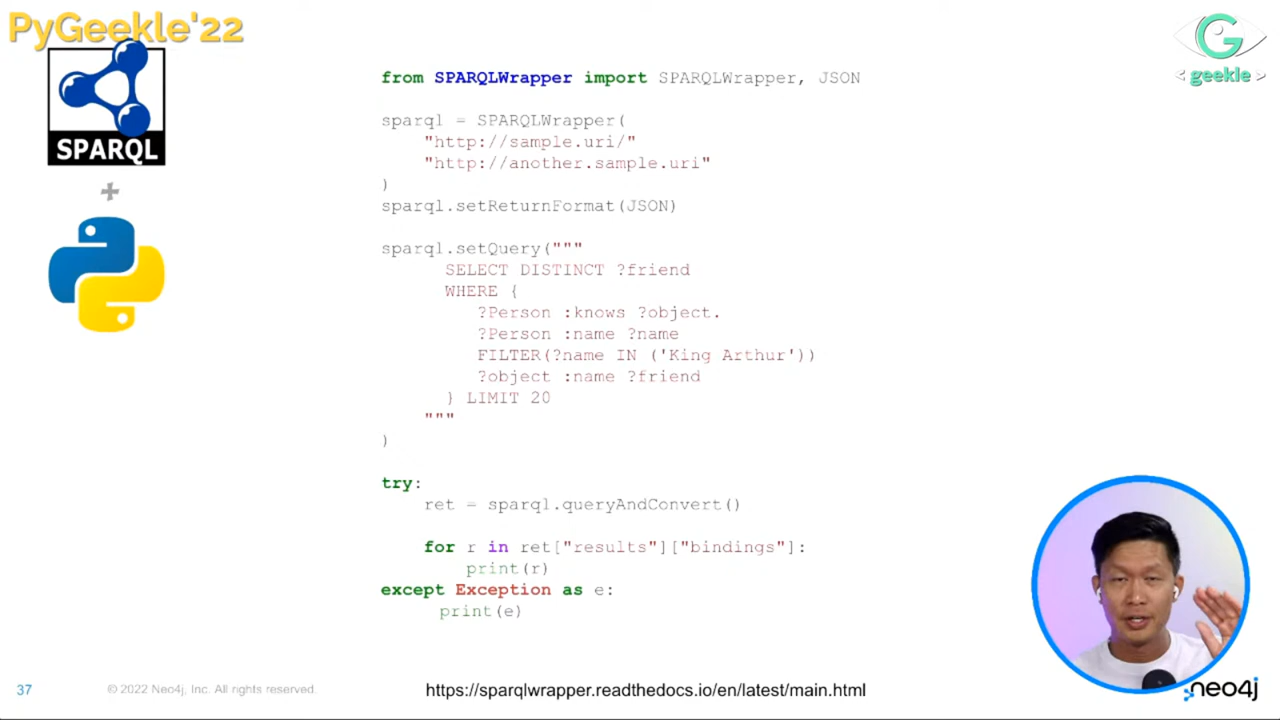 PyGeekle'22
geekle
SPARQL
+
from SPARQLWrapper import SPARQLWrapper, JSON
sparql = SPARQLWrapper(
"http://sample.uri/"
"http://another.sample.uri"
)
sparql.setReturnFormat(JSON)
sparql.setQuery("""
SELECT DISTINCT ?friend
WHERE {
?Person :knows ?object.
?Person :name ?name
FILTER(?name IN ('King Arthur'))
?object :name ?friend
} LIMIT 20
"""
)
try:
ret = sparql.queryAndConvert()
for r in ret["results"]["bindings"]:
print(r)
except Exception as e:
print(e)
37
© 2022 Neo4j, Inc. All rights reserved.
https://sparqlwrapper.readthedocs.io/en/latest/main.html
neo4j